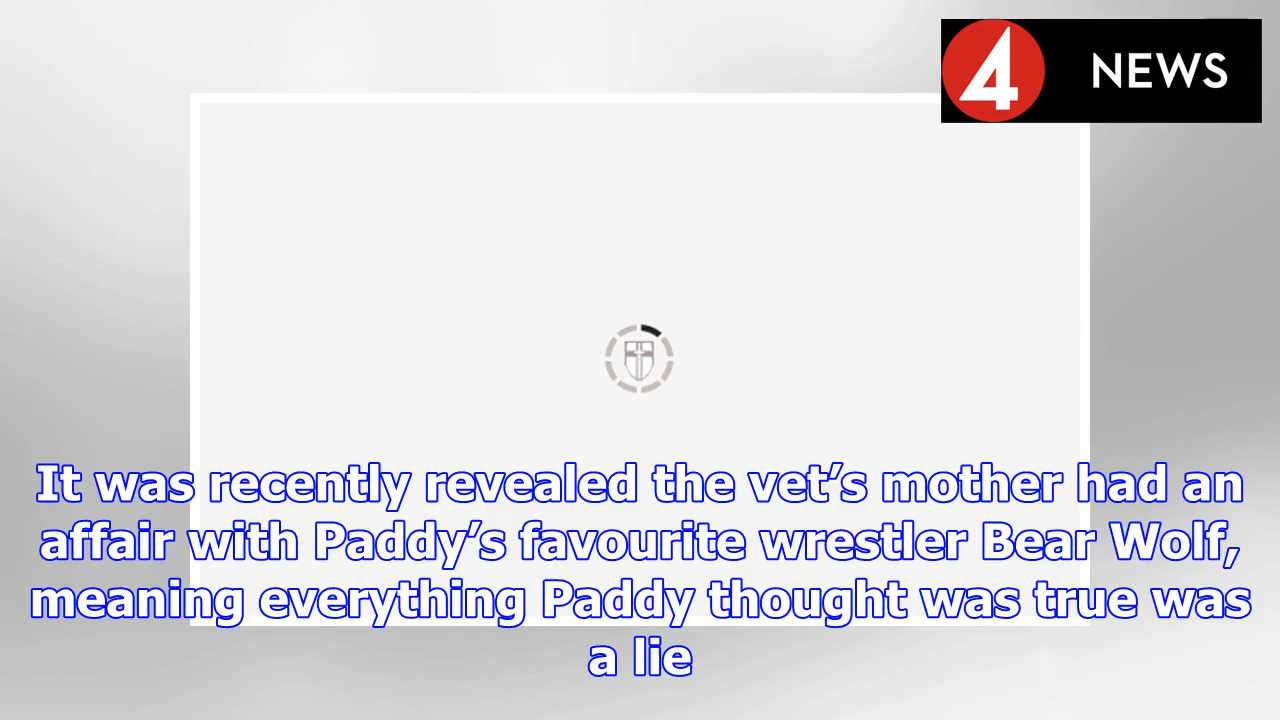 4 NEWS
It was recently revealed the vet’s mother had an
affair with Paddy’s favourite wrestler Bear Wolf,
meaning everything Paddy thought was true was
a lie